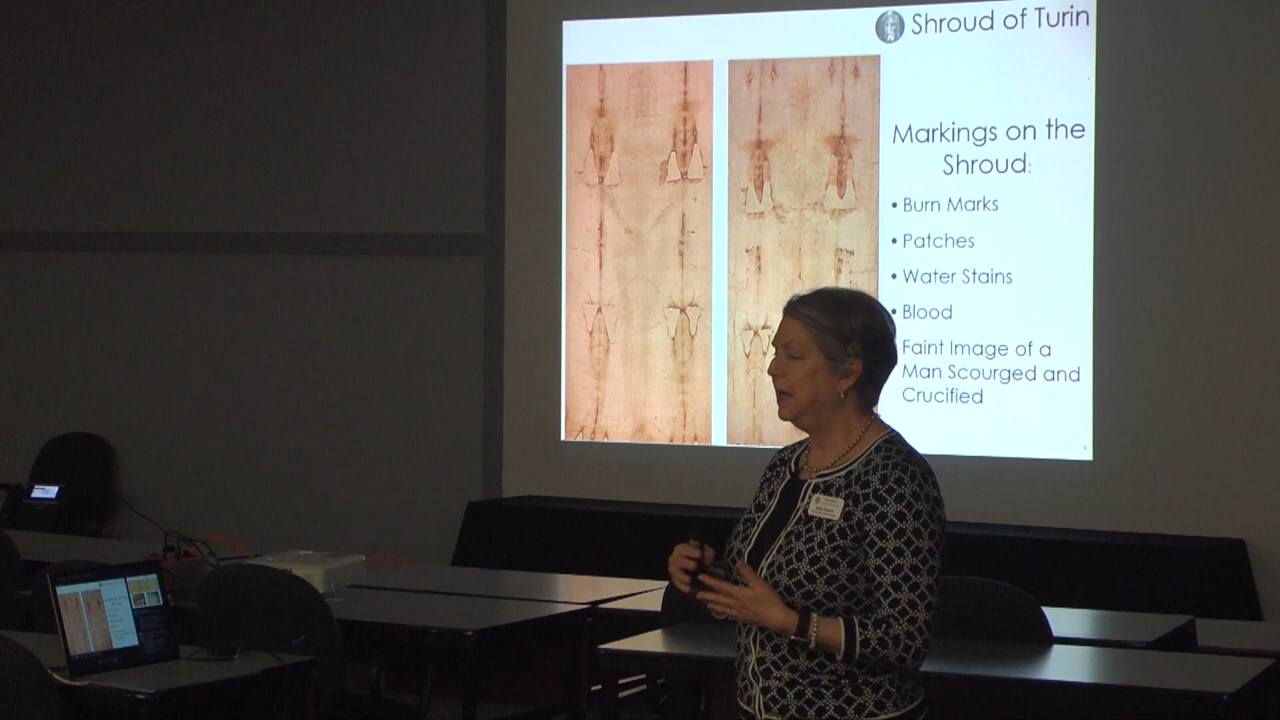 Shroud of Turin
Markings on the
Shroud:
• Burn Marks
• Patches
• Water Stains
• Blood
Faint Image of a
Man Scourged and
Crucified